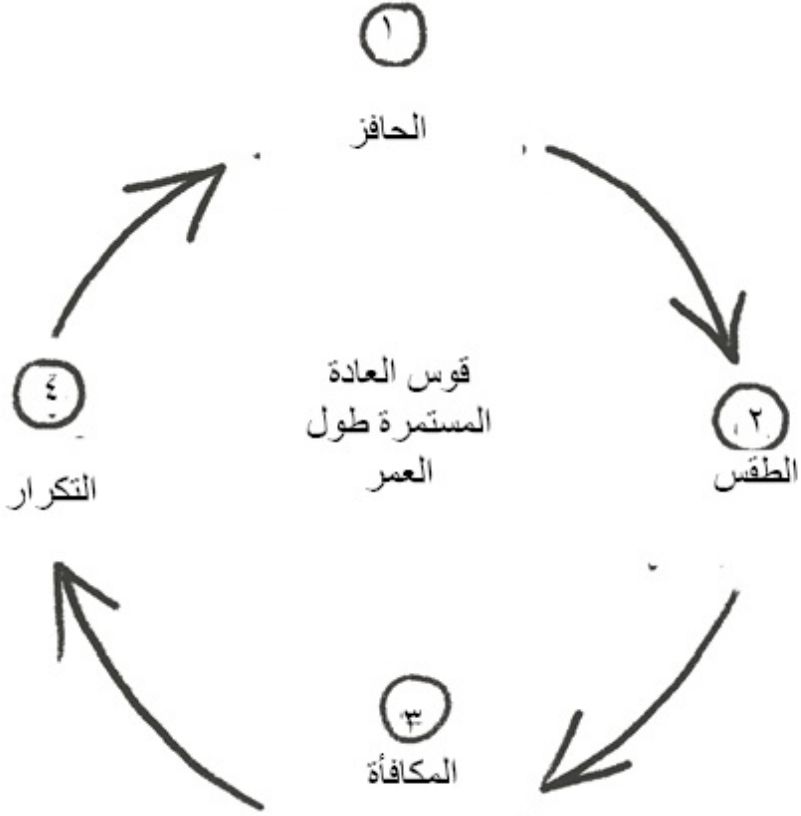 ١
الحافز
٢
الطقس
٣
المكافأة
٤
التكرار
قوس العادة
المستمرة طول
العمر